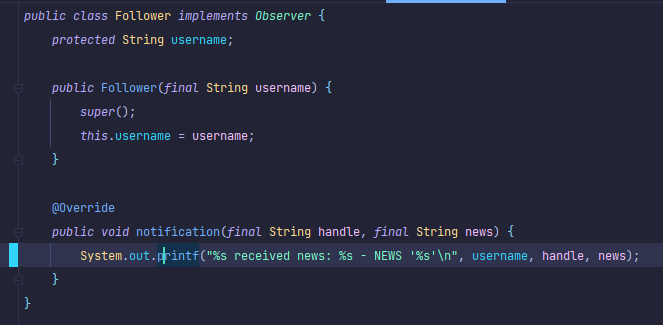 public class Follower implements Observer {
protected String username;
public Follower(final String username) {
super();
this.username = username;
}
@Override
public void notification(final String handle, final String news) {
System.out.printf("%s received news: %s - NEWS '%s'\n", username, handle, news);
}
}